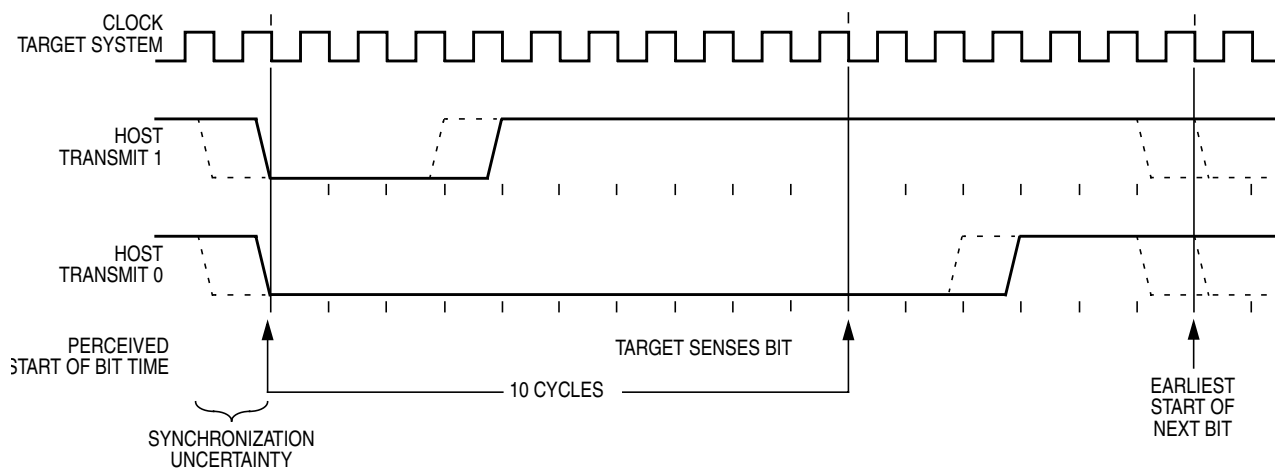 CLOCK
TARGET SYSTEM
HOST
TRANSMIT 1
HOST
TRANSMIT 0
PERCEIVED
START OF BIT TIME
TARGET SENSES BIT
10 CYCLES
EARLIEST
START OF
NEXT BIT
SYNCHRONIZATION
UNCERTAINTY